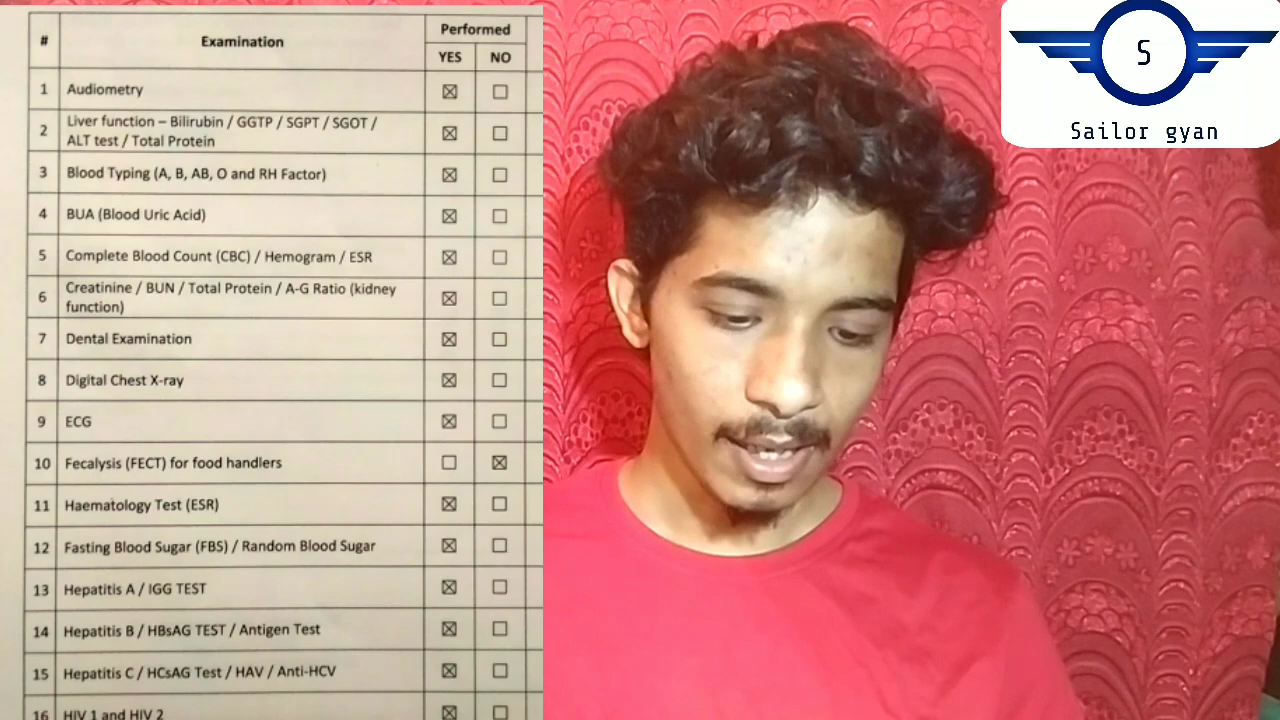 # Examination Performed
YES NO
1 Audiometry ☒ ☐
2 Liver function – Bilirubin / GGTP / SGPT / SGOT /
ALT test / Total Protein ☒ ☐
3 Blood Typing (A, B, AB, O and RH Factor) ☒ ☐
4 BUA (Blood Uric Acid) ☒ ☐
5 Complete Blood Count (CBC) / Hemogram / ESR ☒ ☐
6 Creatinine / BUN / Total Protein / A-G Ratio (kidney
function) ☒ ☐
7 Dental Examination ☒ ☐
8 Digital Chest X-ray ☒ ☐
9 ECG ☒ ☐
10 Fecalysis (FECT) for food handlers ☐ ☒
11 Haematology Test (ESR) ☒ ☐
12 Fasting Blood Sugar (FBS) / Random Blood Sugar ☒ ☐
13 Hepatitis A / IGG TEST ☒ ☐
14 Hepatitis B / HBsAG TEST / Antigen Test ☒ ☐
15 Hepatitis C / HCsAG Test / HAV / Anti-HCV ☒ ☐
16 HIV 1 and HIV 2 ☒ ☐
S
Sailor gyan